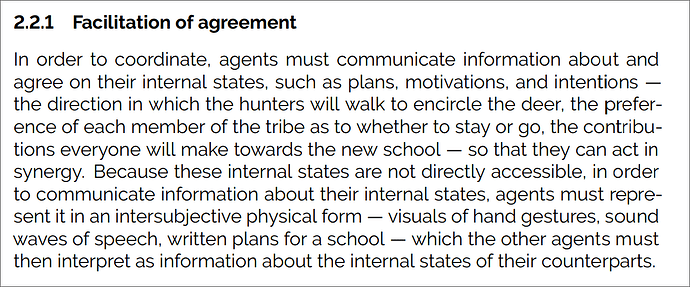 2.2.1 Facilitation of agreement
In order to coordinate, agents must communicate information about and
agree on their internal states, such as plans, motivations, and intentions —
the direction in which the hunters will walk to encircle the deer, the prefer-
ence of each member of the tribe as to whether to stay or go, the contribu-
tions everyone will make towards the new school — so that they can act in
synergy. Because these internal states are not directly accessible, in order
to communicate information about their internal states, agents must repre-
sent it in an intersubjective physical form — visuals of hand gestures, sound
waves of speech, written plans for a school — which the other agents must
then interpret as information about the internal states of their counterparts.